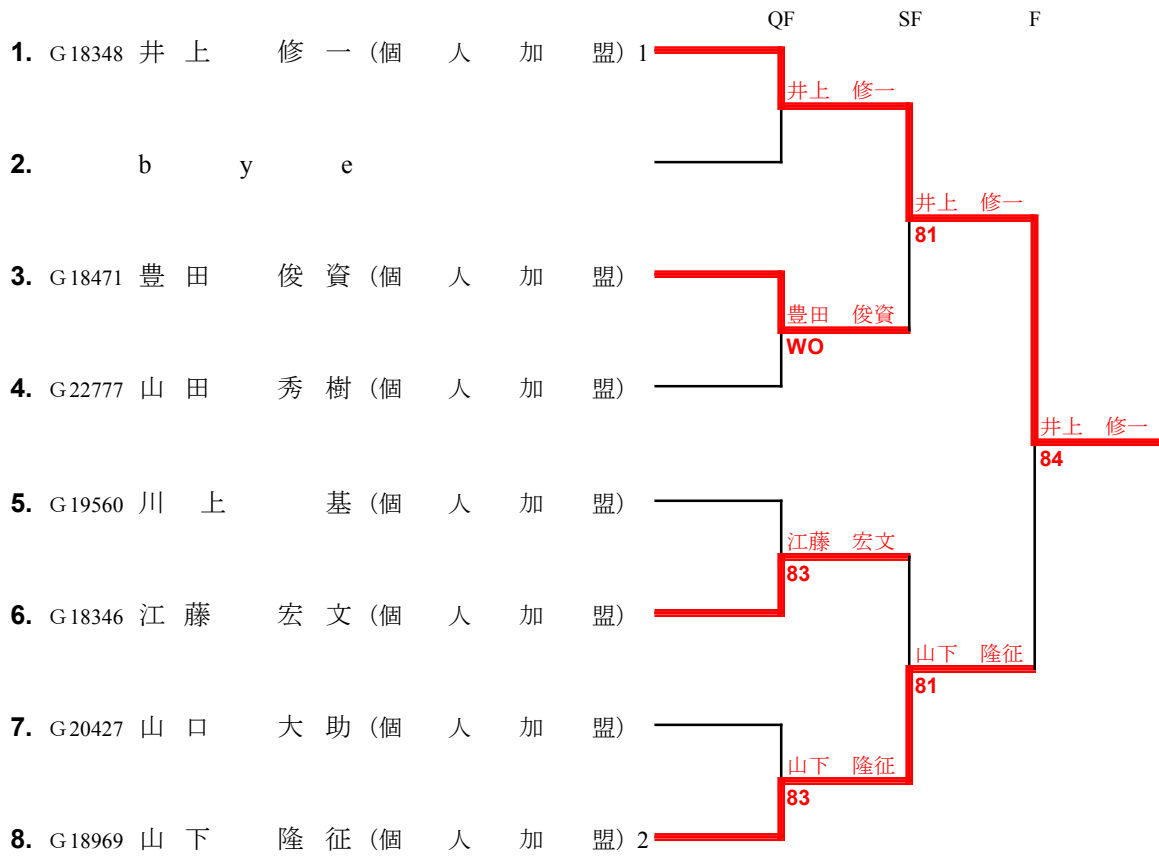 QF SF F
1. G18348 井上 修一 (個人加盟) 1
井上 修一
2. bye
井上 修一
81
3. G18471 豊田 俊資 (個人加盟)
豊田 俊資
WO
4. G22777 山田 秀樹 (個人加盟)
井上 修一
84
5. G19560 川上 基 (個人加盟)
江藤 宏文
83
6. G18346 江藤 宏文 (個人加盟)
山下 隆征
81
7. G20427 山口 大助 (個人加盟)
山下 隆征
83
8. G18969 山下 隆征 (個人加盟) 2